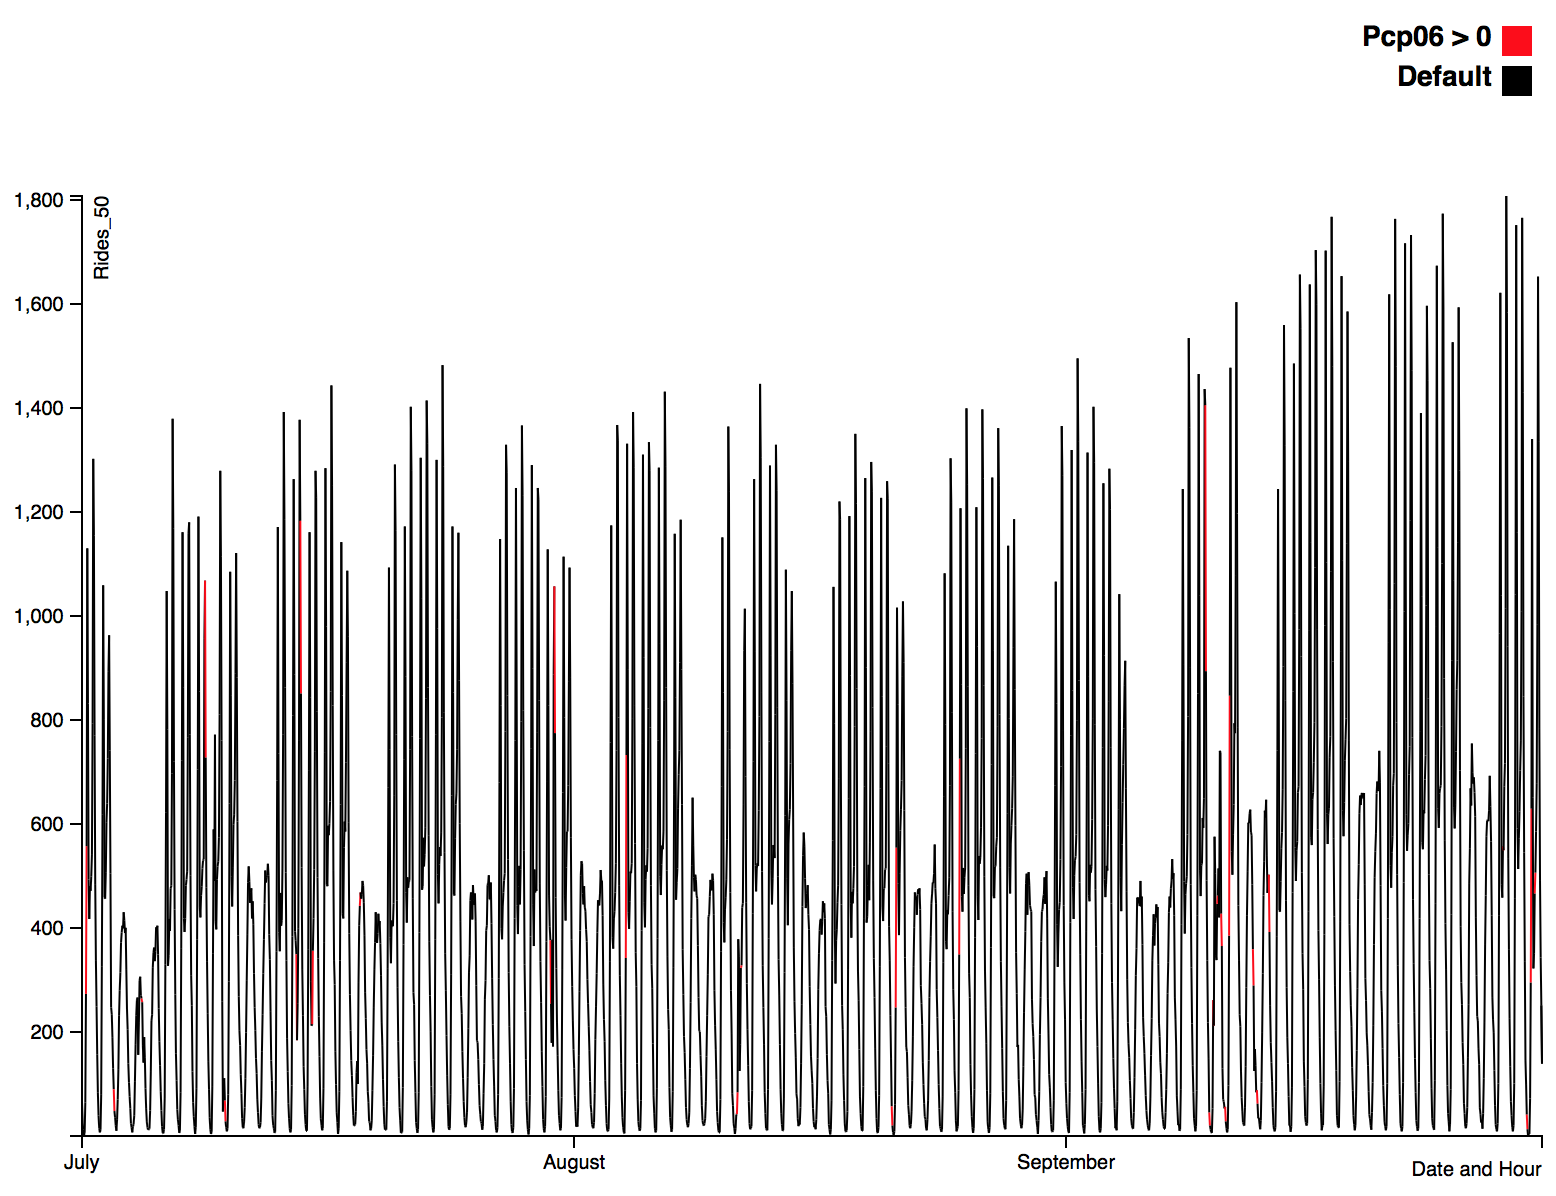 Pcp06 > 0
Default
Rides_50
1,800
1,600
1,400
1,200
1,000
800
600
400
200
July
August
September
Date and Hour